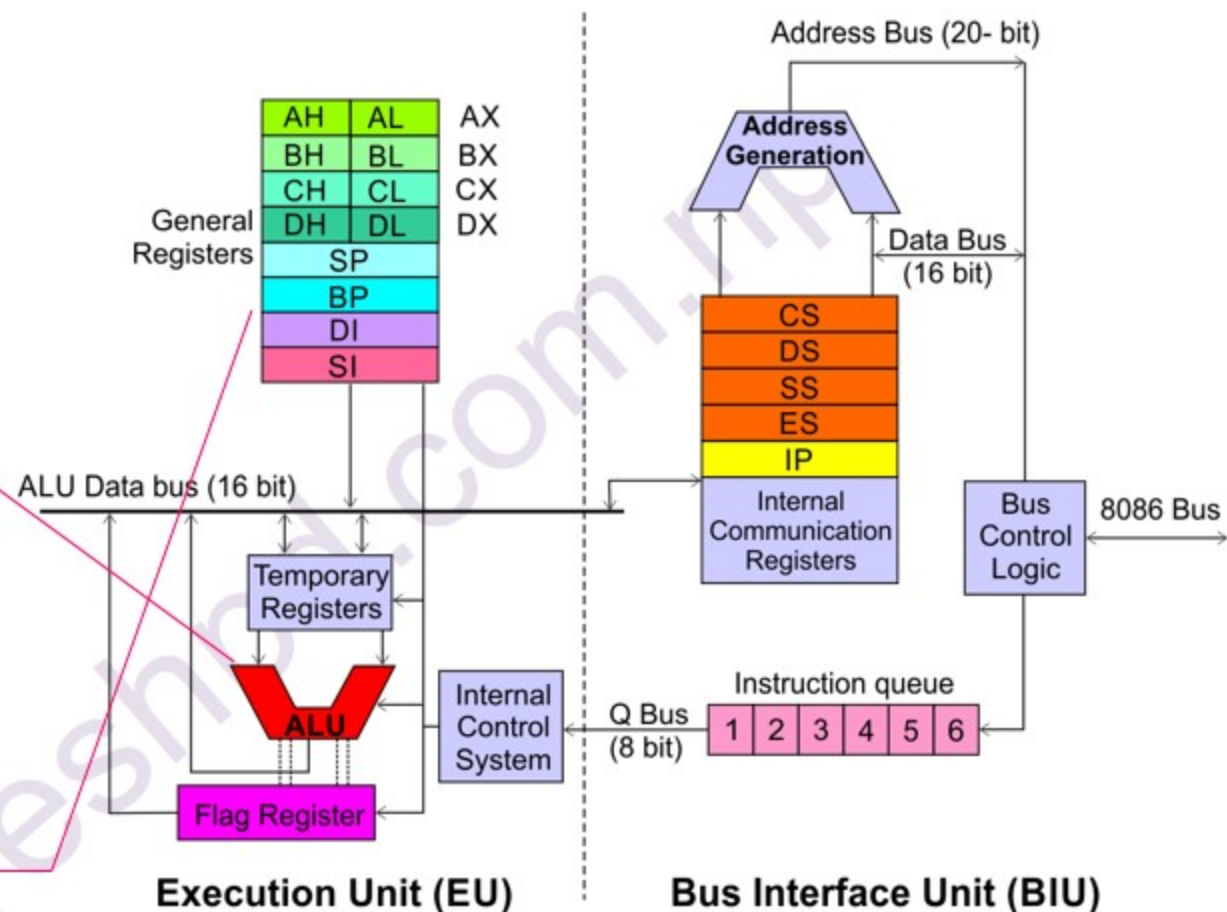 Address Bus (20- bit)
AH AL AX
BH BL BX
CH CL CX
DH DL DX
General
Registers
SP
BP
DI
SI
Address
Generation
Data Bus
(16 bit)
CS
DS
SS
ES
IP
Internal
Communication
Registers
ALU Data bus (16 bit)
Bus
Control
Logic
8086 Bus
Temporary
Registers
ALU
Internal
Control
System
Q Bus
(8 bit)
Instruction queue
1 2 3 4 5 6
Flag Register
Execution Unit (EU)
Bus Interface Unit (BIU)
eshpd.com.np